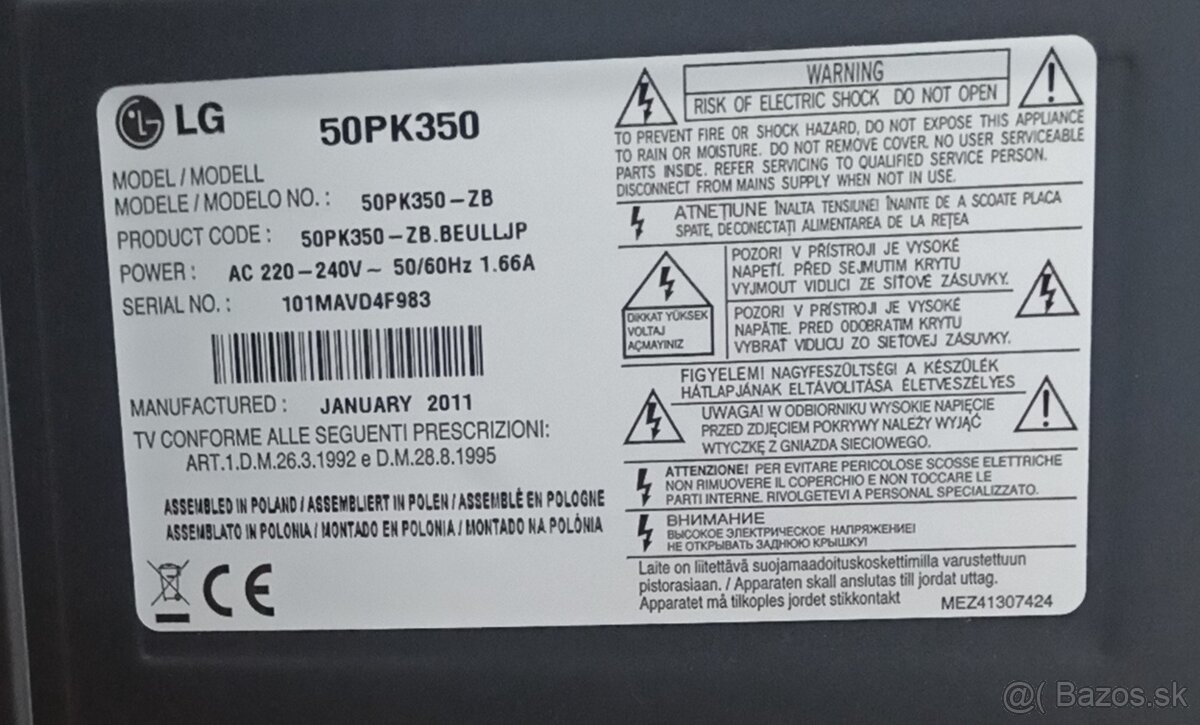 LG 50PK350
MODEL / MODELL
MODELE / MODELO NO. : 50PK350-ZB
PRODUCT CODE : 50PK350-ZB.BEULLJP
POWER : AC 220-240V~ 50/60Hz 1.66A
SERIAL NO. : 101MAVD4F983
MANUFACTURED : JANUARY 2011
TV CONFORME ALLE SEGUENTI PRESCRIZIONI:
ART.1.D.M.26.3.1992 e D.M.28.8.1995
ASSEMBLED IN POLAND / ASSEMBLIERT IN POLEN / ASSEMBLÉ EN POLOGNE
ASSEMBLATO IN POLONIA / MONTADO EN POLONIA / MONTADO NA POLÓNIA
CE
WARNING
RISK OF ELECTRIC SHOCK DO NOT OPEN
TO PREVENT FIRE OR SHOCK HAZARD, DO NOT EXPOSE THIS APPLIANCE
TO RAIN OR MOISTURE. DO NOT REMOVE COVER. NO USER SERVICEABLE
PARTS INSIDE. REFER SERVICING TO QUALIFIED SERVICE PERSON.
DISCONNECT FROM MAINS SUPPLY WHEN NOT IN USE.
ATNEŢIUNE ÎNALTA TENSIUNE! ÎNAINTE DE A SCOATE PLACA
SPATE, DECONECTAŢI ALIMENTAREA DE LA REŢEA
DIKKAT YÜKSEK
VOLTAJ
AÇMAYINIZ
POZORI V PŘÍSTROJI JE VYSOKÉ
NAPETÍ. PŘED SEJMUTIM KRYTU
VYJMOUT VIDLICI ZE SÍTOVÉ ZÁSUVKY.
POZORI V PRÍSTROJI JE VYSOKÉ
NAPÄTIE. PRED ODOBRATIM KRYTU
VYBRAŤ VIDLICU ZO SIEŤOVEJ ZÁSUVKY.
FIGYELEM! NAGYFESZÜLTSÉGI A KÉSZÜLÉK
HÁTLAPJÁNAK ELTÁVOLITÁSA ÉLETVESZÉLYES
UWAGA! W ODBIORNIKU WYSOKIE NAPIĘCIE
PRZED ZDJĘCIEM POKRYWY NALEŻY WYJĄĆ
WTYCZKĘ Z GNIAZDA SIECIOWEGO.
ATTENZIONE! PER EVITARE PERICOLOSE SCOSSE ELETTRICHE
NON RIMUOVERE IL COPERCHIO E NON TOCCARE LE
PARTI INTERNE. RIVOLGETEVI A PERSONAL SPECIALIZZATO.
ВНИМАНИЕ
ВЫСОКОЕ ЭЛЕКТРИЧЕСКОЕ НАПРЯЖЕНИЕ!
НЕ ОТКРЫВАТЬ ЗАДНЮЮ КРЫШКУ!
Laite on liitettävä suojamaadoituskoskettimilla varustettuun
pistorasiaan. / Apparaten skall anslutas till jordat uttag.
Apparatet må tilkoples jordet stikkontakt MEZ41307424
@( Bazos.sk